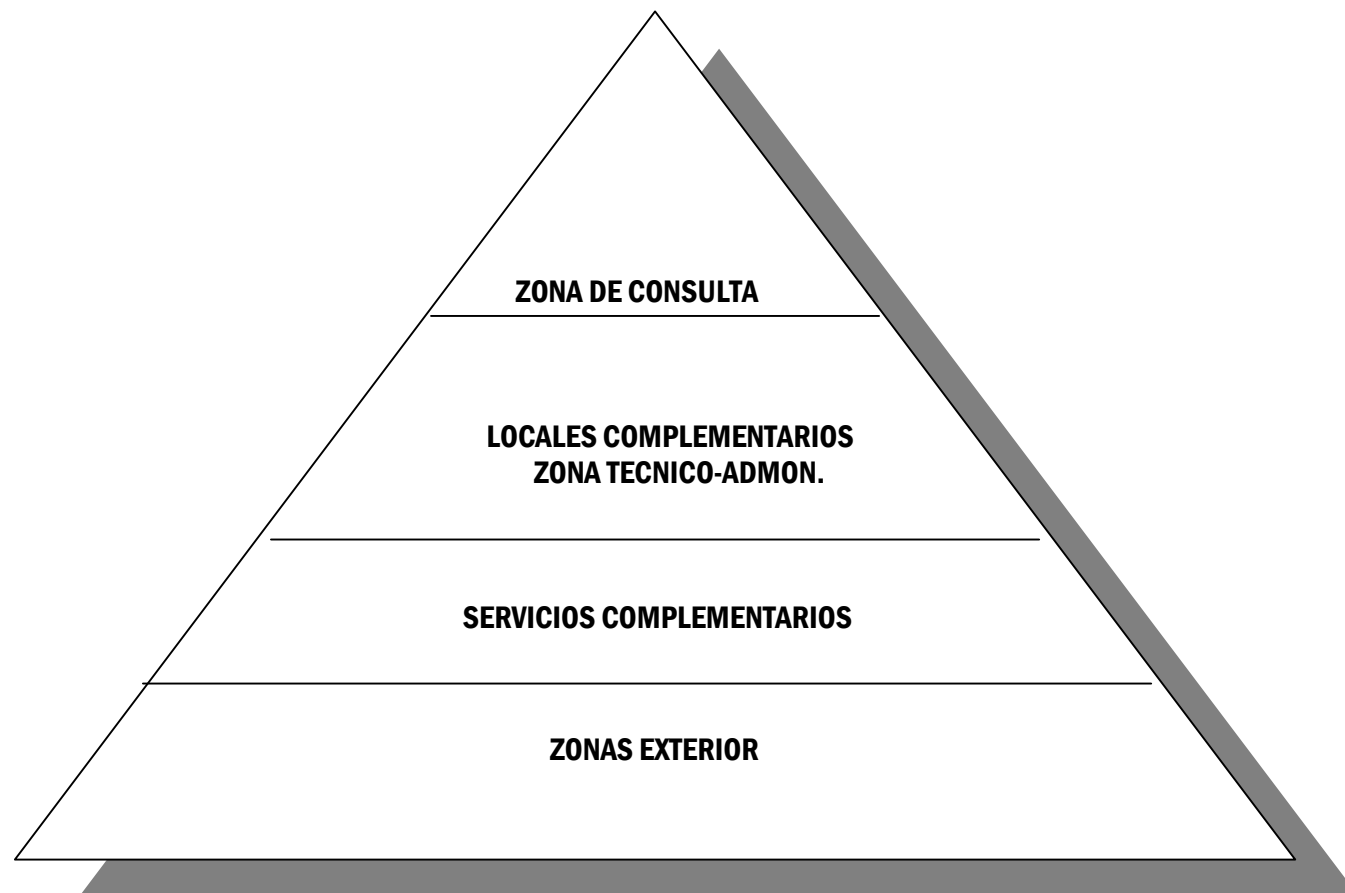 ZONA DE CONSULTA
LOCALES COMPLEMENTARIOS
ZONA TECNICO-ADMON.
SERVICIOS COMPLEMENTARIOS
ZONAS EXTERIOR